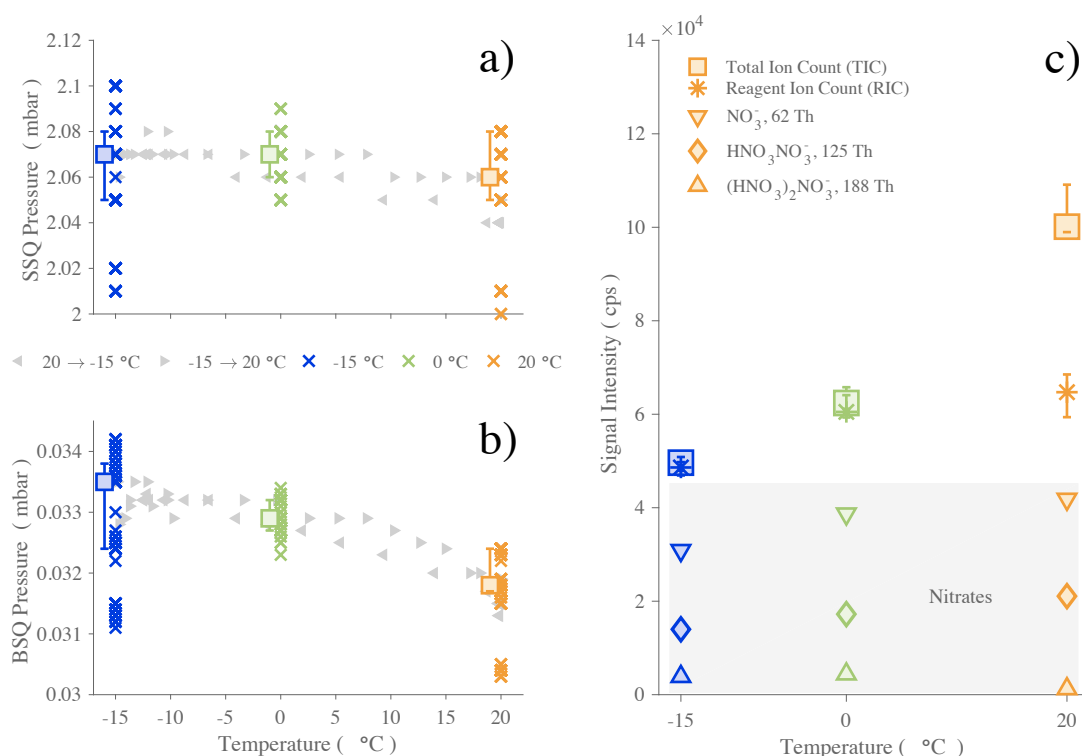 a)
SSQ Pressure ( mbar)
2.12
2.1
2.08
2.06
2.04
2.02
2
20 → -15 °C
-15 → 20 °C
-15 °C
0 °C
20 °C
b)
BSQ Pressure ( mbar)
0.034
0.033
0.032
0.031
0.03
-15 -10 -5 0 5 10 15 20
Temperature ( °C)
c)
×10⁴
Signal Intensity ( cps)
14
12
10
8
6
4
2
0
Total Ion Count (TIC)
Reagent Ion Count (RIC)
NO₃⁻, 62 Th
HNO₃NO₃⁻, 125 Th
(HNO₃)₂NO₃⁻, 188 Th
Nitrates
-15 0 20
Temperature ( °C)